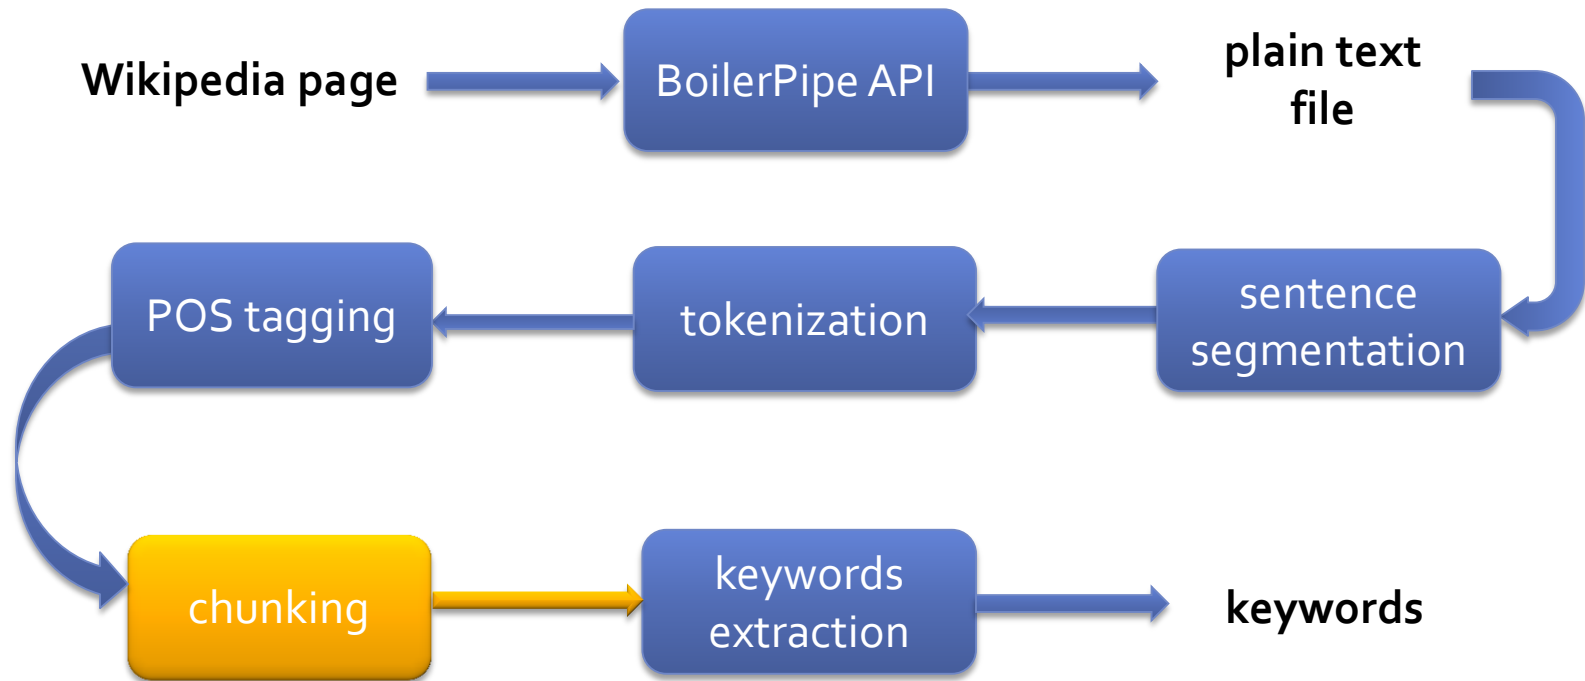 Wikipedia page
BoilerPipe API
plain text
file
sentence
segmentation
tokenization
POS tagging
chunking
keywords
extraction
keywords